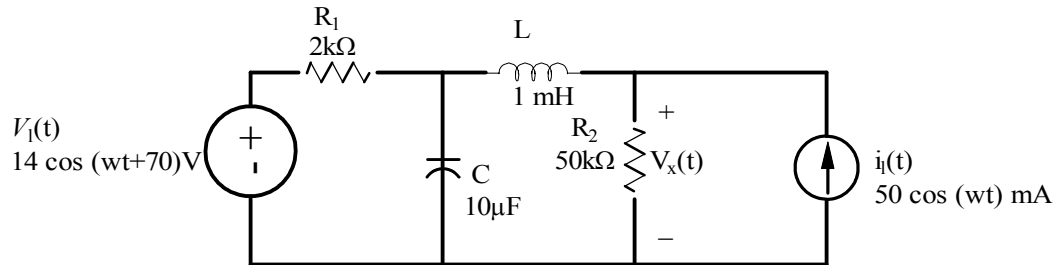 R₁
2kΩ
L
1 mH
V₁(t)
14 cos (wt+70)V
+
-
C
10μF
R₂
50kΩ
+
Vₓ(t)
–
i₁(t)
50 cos (wt) mA